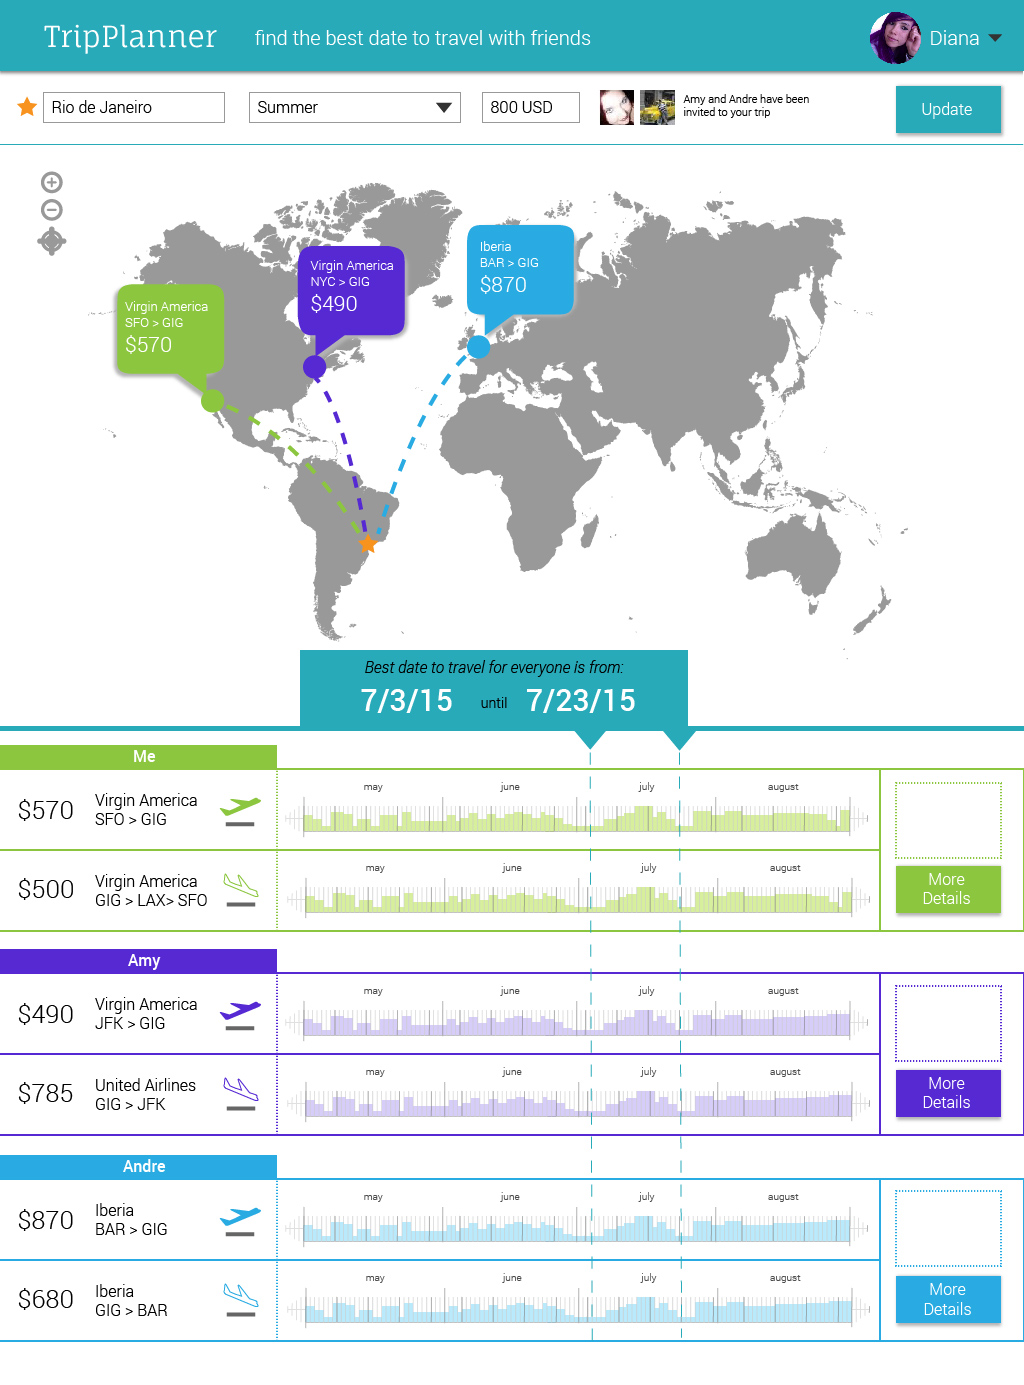 TripPlanner
find the best date to travel with friends
Diana
Rio de Janeiro
Summer
800 USD
Amy and Andre have been
invited to your trip
Update
Iberia
BAR > GIG
$870
Virgin America
NYC > GIG
$490
Virgin America
SFO > GIG
$570
Best date to travel for everyone is from:
7/3/15 until 7/23/15
Me
$570
Virgin America
SFO > GIG
may june july august
$500
Virgin America
GIG > LAX> SFO
may june july august
More
Details
Amy
$490
Virgin America
JFK > GIG
may june july august
$785
United Airlines
GIG > JFK
may june july august
More
Details
Andre
$870
Iberia
BAR > GIG
may june july august
$680
Iberia
GIG > BAR
may june july august
More
Details